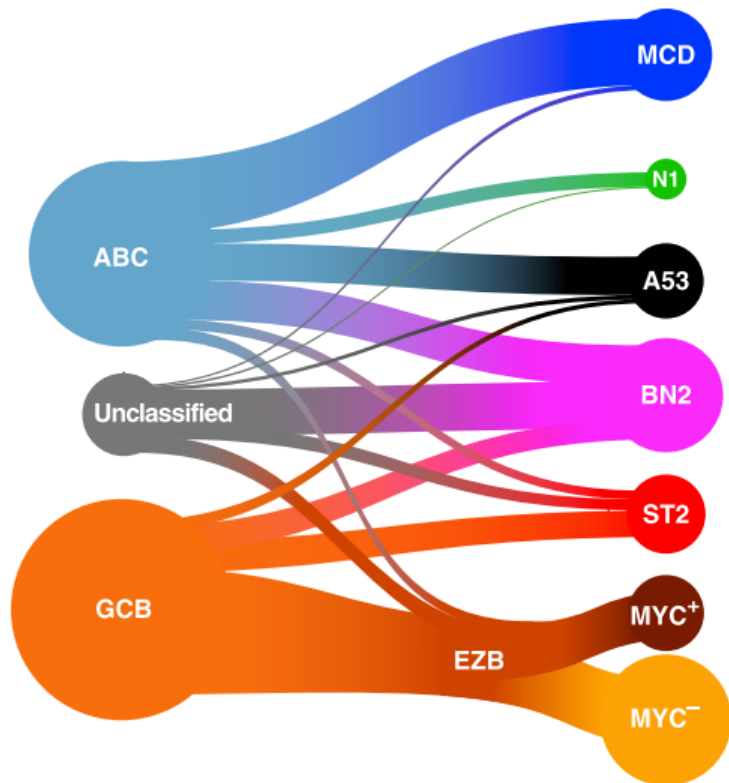 MCD
N1
ABC
A53
BN2
Unclassified
ST2
GCB
MYC⁺
EZB
MYC⁻